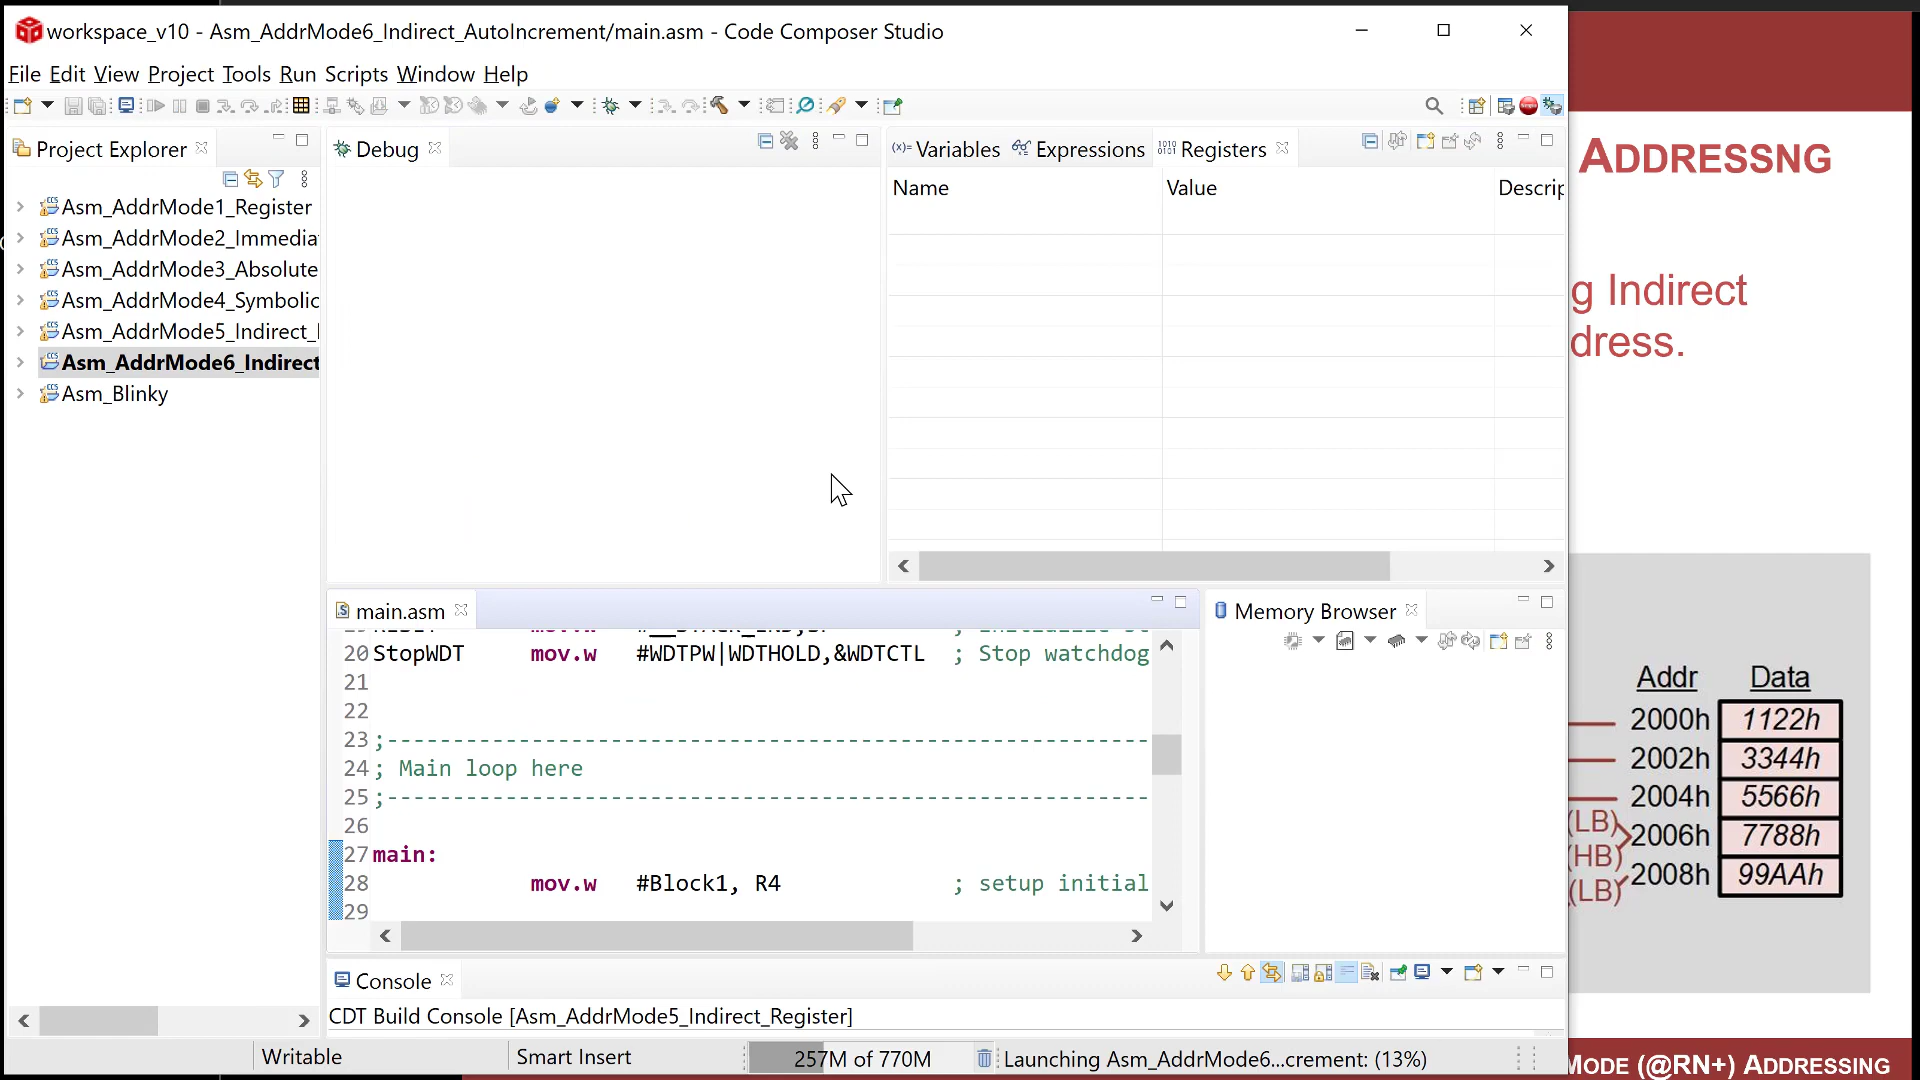 workspace_v10 - Asm_AddrMode6_Indirect_AutoIncrement/main.asm - Code Composer Studio
File Edit View Project Tools Run Scripts Window Help
Project Explorer
Asm_AddrMode1_Register
Asm_AddrMode2_Immedia
Asm_AddrMode3_Absolute
Asm_AddrMode4_Symbolic
Asm_AddrMode5_Indirect_
Asm_AddrMode6_Indirect
Asm_Blinky
Debug
Variables Expressions Registers
Name Value Descrip
main.asm
20 StopWDT mov.w #WDTPW|WDTHOLD,&WDTCTL ; Stop watchdog
21
22
23 ;----------------------------------------------------------
24 ; Main loop here
25 ;----------------------------------------------------------
26
27 main:
28 mov.w #Block1, R4 ; setup initial
29
Memory Browser
Console
CDT Build Console [Asm_AddrMode5_Indirect_Register]
Writable Smart Insert 257M of 770M Launching Asm_AddrMode6...crement: (13%)
ADDRESSNG
g Indirect
dress.
Addr Data
2000h 1122h
2002h 3344h
2004h 5566h
(LB) 2006h 7788h
(HB)
(LB) 2008h 99AAh
MODE (@RN+) ADDRESSING